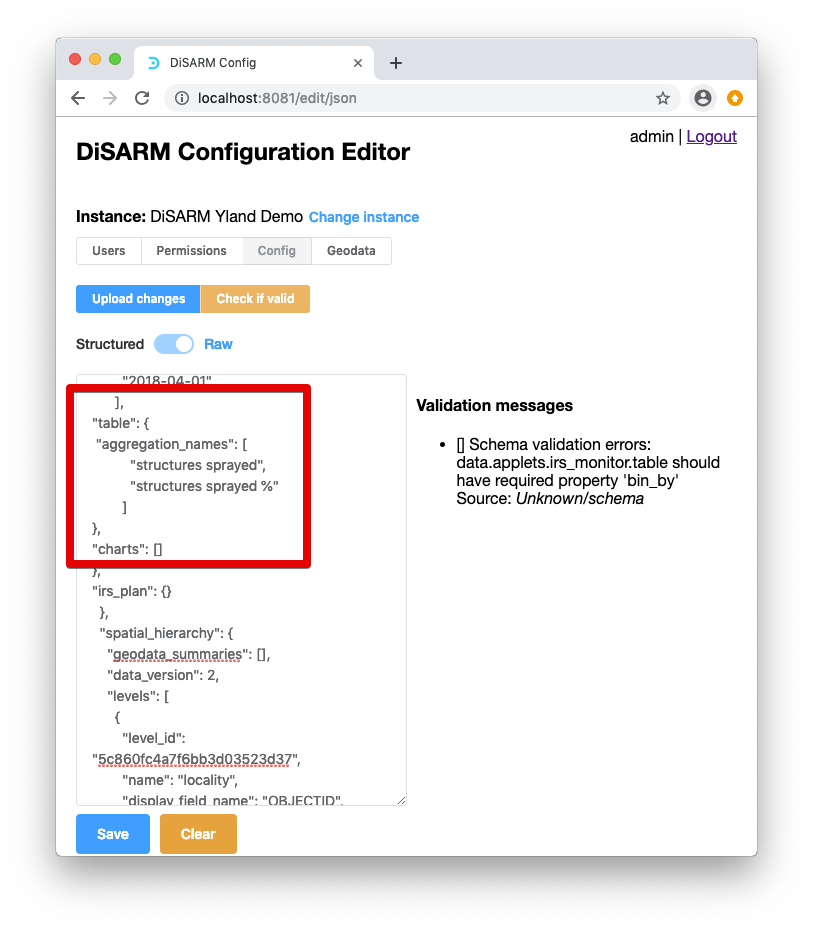 DiSARM Config
localhost:8081/edit/json
admin | Logout
DiSARM Configuration Editor
Instance: DiSARM Yland Demo Change instance
Users Permissions Config Geodata
Upload changes Check if valid
Structured Raw
"2018-04-01"
],
"table": {
"aggregation_names": [
"structures sprayed",
"structures sprayed %"
]
},
"charts": []
},
"irs_plan": {}
},
"spatial_hierarchy": {
"geodata_summaries": [],
"data_version": 2,
"levels": [
{
"level_id":
"5c860fc4a7f6bb3d03523d37",
"name": "locality",
"display_field_name": "OBJECTID",
Validation messages
• [] Schema validation errors:
data.applets.irs_monitor.table should
have required property 'bin_by'
Source: Unknown/schema
Save Clear